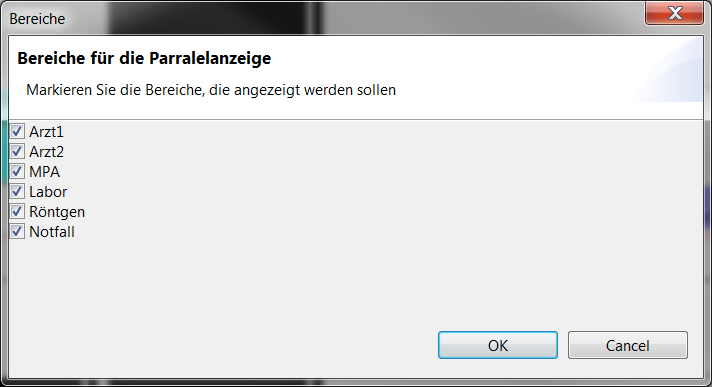 Bereiche
Bereiche für die Parralelanzeige
Markieren Sie die Bereiche, die angezeigt werden sollen
Arzt1
Arzt2
MPA
Labor
Röntgen
Notfall
OK Cancel